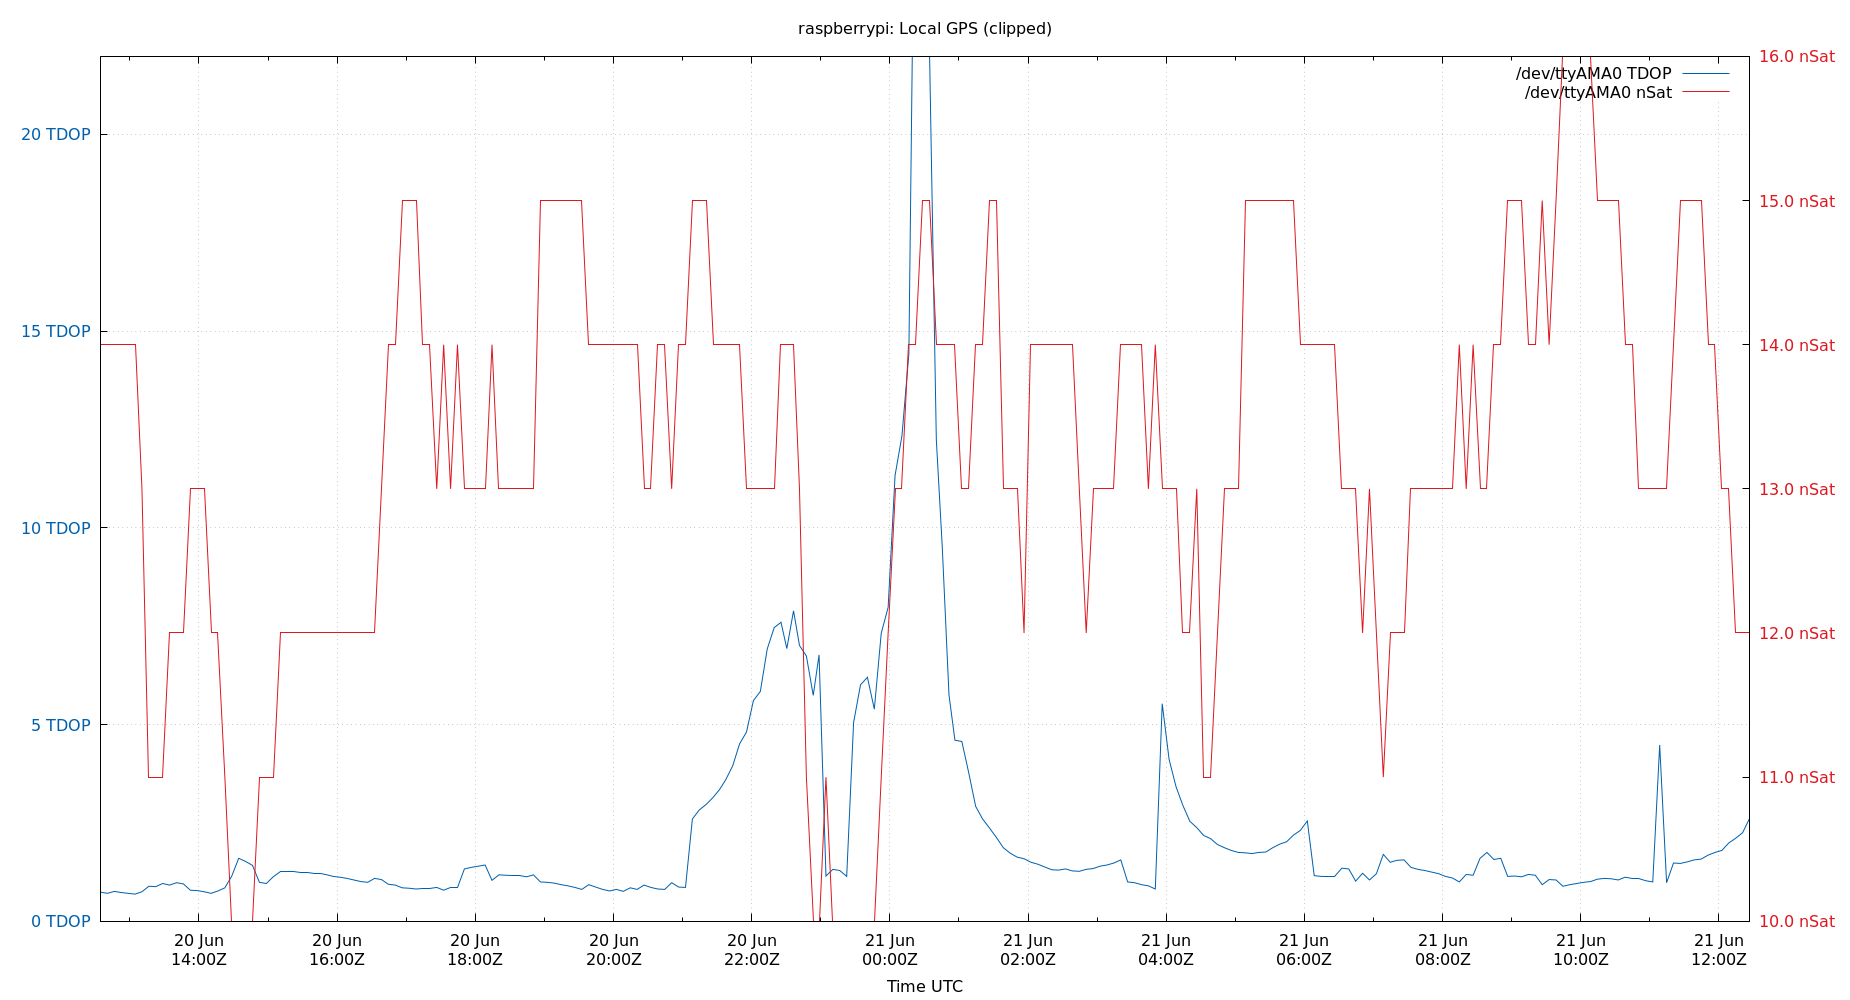 raspberrypi: Local GPS (clipped)
16.0 nSat
/dev/ttyAMA0 TDOP
/dev/ttyAMA0 nSat
20 TDOP
15.0 nSat
15 TDOP
14.0 nSat
13.0 nSat
10 TDOP
12.0 nSat
5 TDOP
11.0 nSat
0 TDOP
10.0 nSat
20 Jun 20 Jun 20 Jun 20 Jun 20 Jun 21 Jun 21 Jun 21 Jun 21 Jun 21 Jun 21 Jun 21 Jun
14:00Z 16:00Z 18:00Z 20:00Z 22:00Z 00:00Z 02:00Z 04:00Z 06:00Z 08:00Z 10:00Z 12:00Z
Time UTC